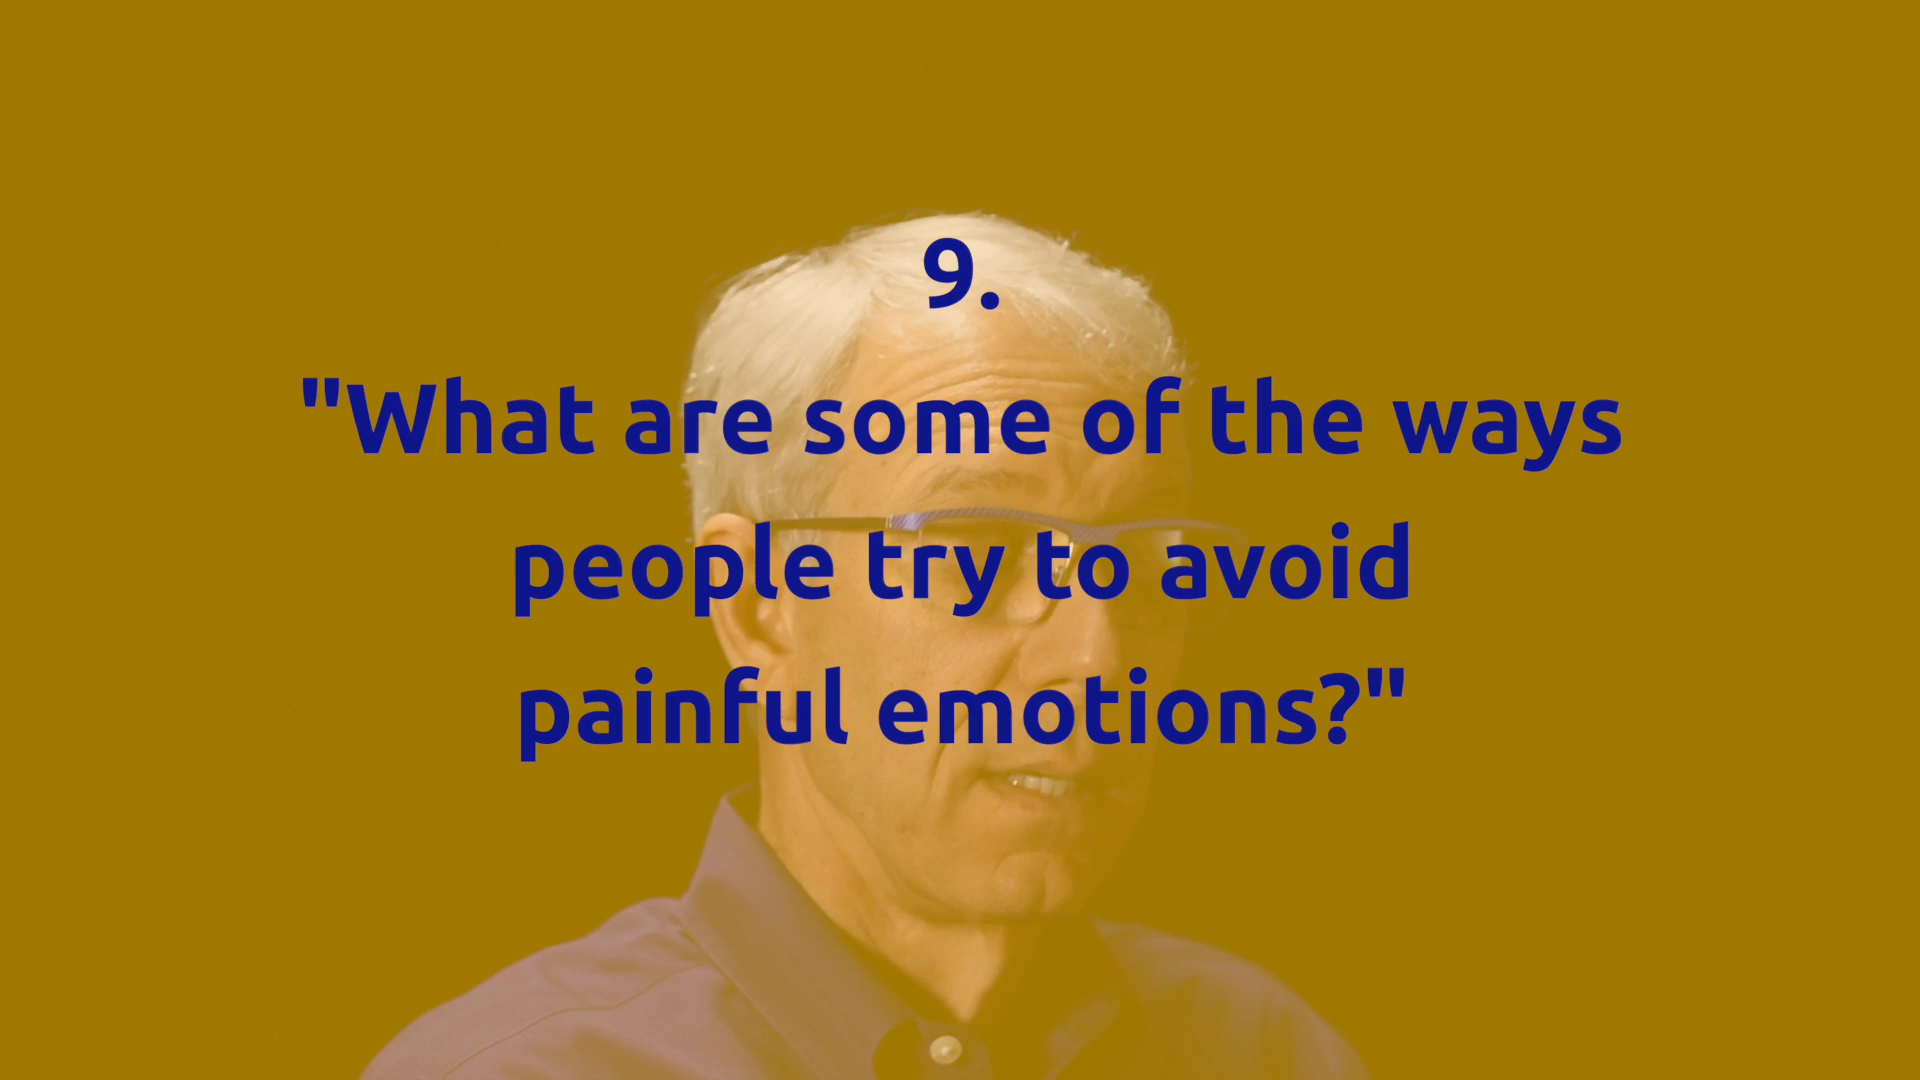 9.
"What are some of the ways
people try to avoid
painful emotions?"